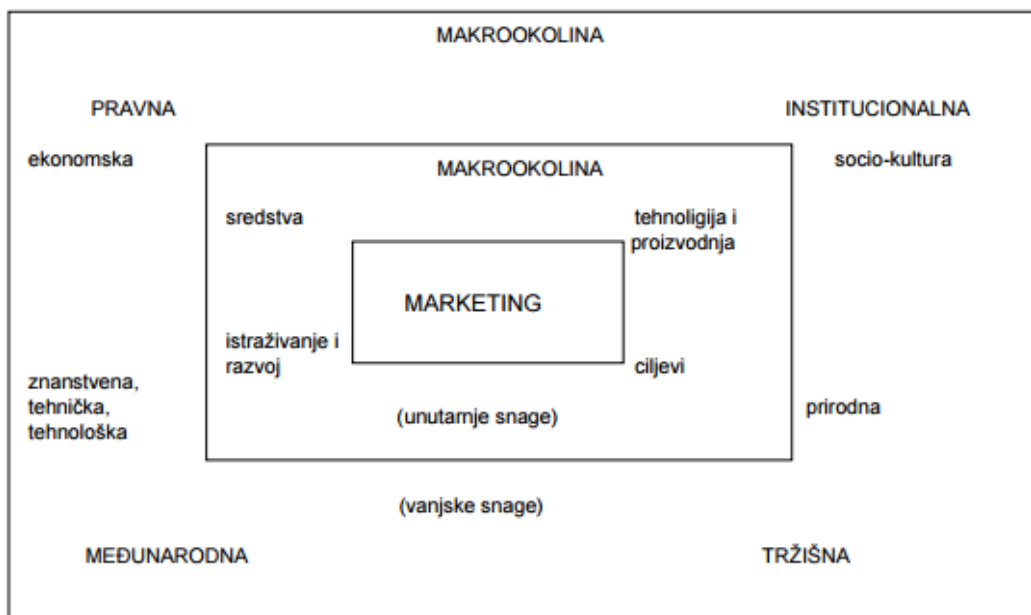 MAKROOKOLINA
PRAVNA
INSTITUCIONALNA
ekonomska
socio-kultura
MAKROOKOLINA
sredstva
tehnoligija i
proizvodnja
MARKETING
istraživanje i
razvoj
ciljevi
znanstvena,
tehnička,
tehnološka
(unutarnje snage)
prirodna
(vanjske snage)
MEĐUNARODNA
TRŽIŠNA